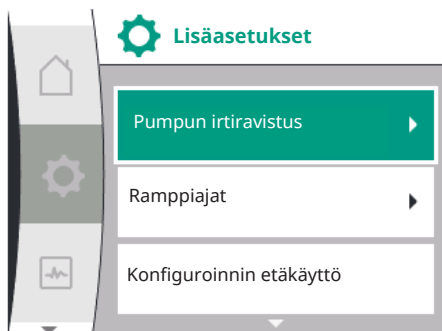 Lisäasetukset
Pumpun irtiravistus
Ramppiajat
Konfiguroinnin etäkäyttö